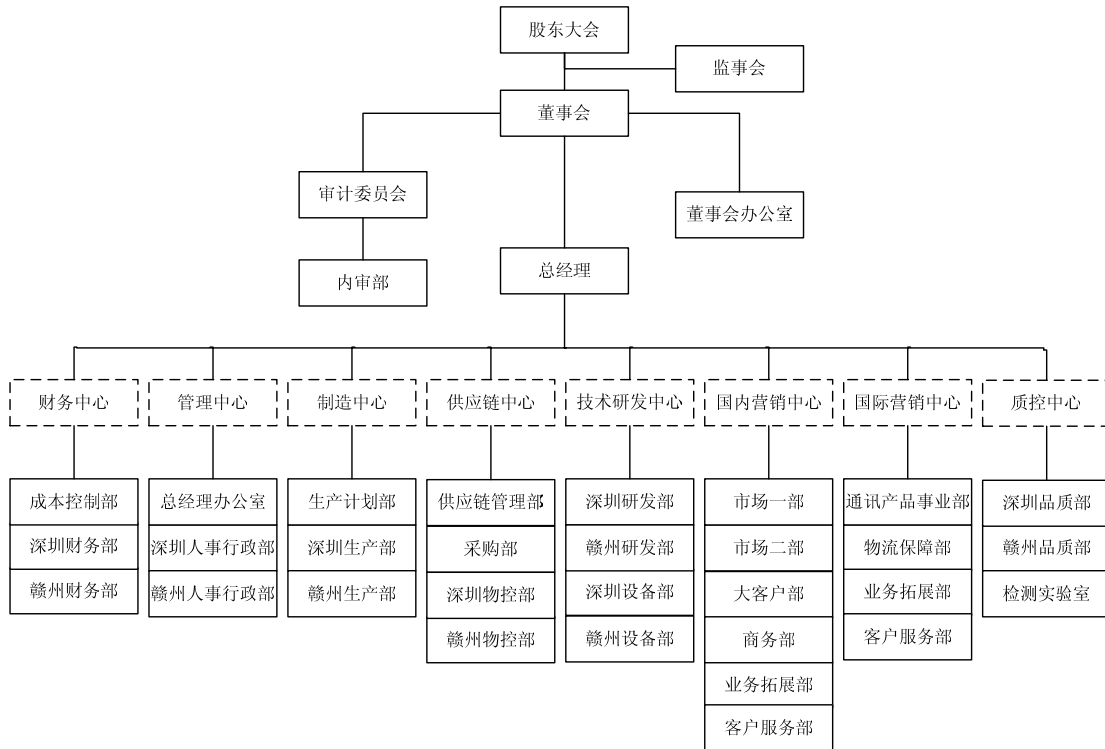 股东大会
监事会
董事会
审计委员会
董事会办公室
总经理
内审部
财务中心
管理中心
制造中心
供应链中心
技术研发中心
国内营销中心
国际营销中心
质控中心
成本控制部
深圳财务部
赣州财务部
总经理办公室
深圳人事行政部
赣州人事行政部
生产计划部
深圳生产部
赣州生产部
供应链管理部
采购部
深圳物控部
赣州物控部
深圳研发部
赣州研发部
深圳设备部
赣州设备部
市场一部
市场二部
大客户部
商务部
业务拓展部
客户服务部
通讯产品事业部
物流保障部
业务拓展部
客户服务部
深圳品质部
赣州品质部
检测实验室